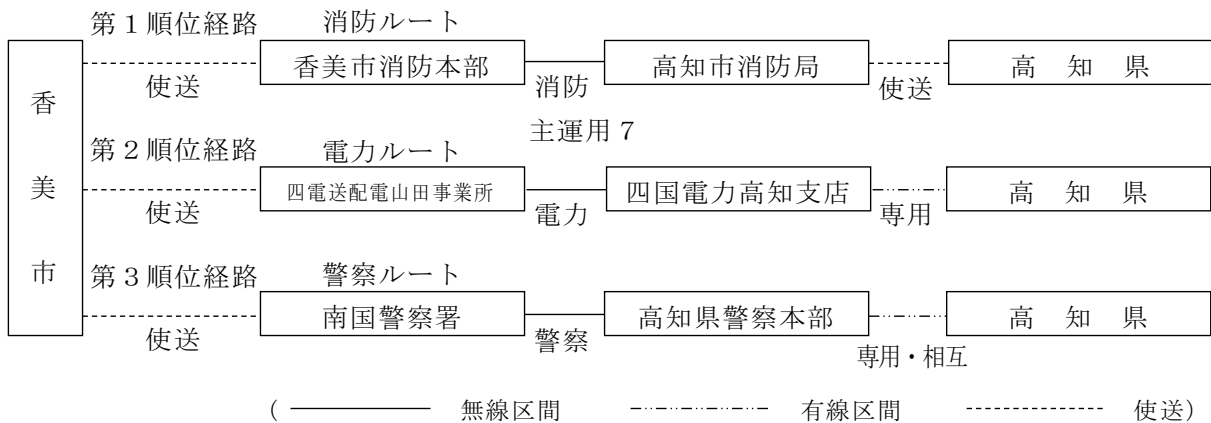 第１順位経路 消防ルート
香美市 使送 香美市消防本部 消防 高知市消防局 使送 高知県
主運用７
第２順位経路 電力ルート
使送 四電送配電山田事業所 電力 四国電力高知支店 専用 高知県
第３順位経路 警察ルート
使送 南国警察署 警察 高知県警察本部 専用・相互 高知県
( 無線区間 有線区間 使送)